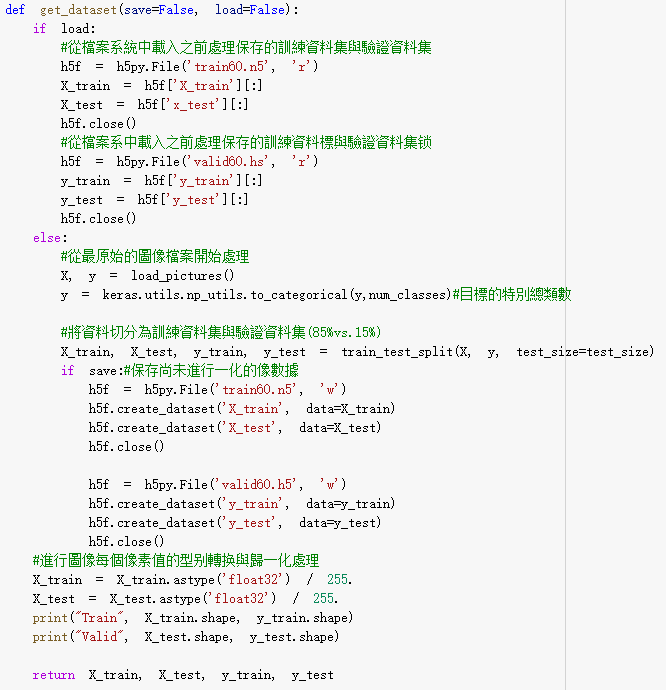 def get_dataset(save=False, load=False):
    if load:
        #從檔案系統中載入之前處理保存的訓練資料集與驗證資料集
        h5f = h5py.File('train60.n5', 'r')
        X_train = h5f['X_train'][:]
        X_test = h5f['x_test'][:]
        h5f.close()
        #從檔案系中載入之前處理保存的訓練資料標與驗證資料集锁
        h5f = h5py.File('valid60.hs', 'r')
        y_train = h5f['y_train'][:]
        y_test = h5f['y_test'][:]
        h5f.close()
    else:
        #從最原始的圖像檔案開始處理
        X, y = load_pictures()
        y = keras.utils.np_utils.to_categorical(y,num_classes)#目標的特別總類數
        #將資料切分為訓練資料集與驗證資料集(85%vs.15%)
        X_train, X_test, y_train, y_test = train_test_split(X, y, test_size=test_size)
        if save:#保存尚未進行一化的像數據
            h5f = h5py.File('train60.n5', 'w')
            h5f.create_dataset('X_train', data=X_train)
            h5f.create_dataset('X_test', data=X_test)
            h5f.close()
            h5f = h5py.File('valid60.h5', 'w')
            h5f.create_dataset('y_train', data=y_train)
            h5f.create_dataset('y_test', data=y_test)
            h5f.close()
    #進行圖像每個像素值的型别轉換與歸一化處理
    X_train = X_train.astype('float32') / 255.
    X_test = X_test.astype('float32') / 255.
    print("Train", X_train.shape, y_train.shape)
    print("Valid", X_test.shape, y_test.shape)
    return X_train, X_test, y_train, y_test